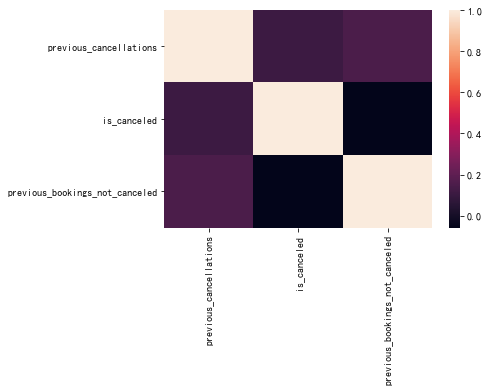 previous_cancellations
is_canceled
previous_bookings_not_canceled
previous_cancellations
is_canceled
previous_bookings_not_canceled
1.0
0.8
0.6
0.4
0.2
0.0